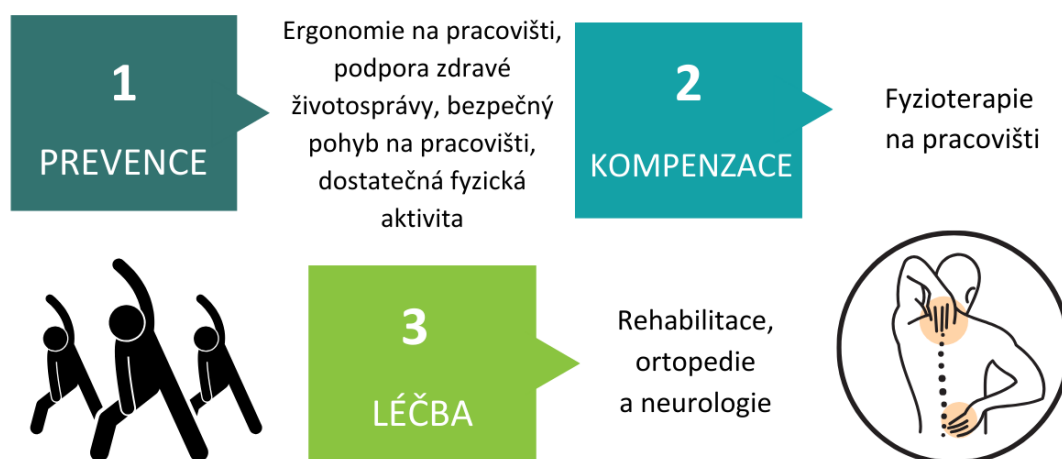 1
PREVENCE
Ergonomie na pracovišti,
podpora zdravé
životosprávy, bezpečný
pohyb na pracovišti,
dostatečná fyzická
aktivita
2
KOMPENZACE
Fyzioterapie
na pracovišti
3
LÉČBA
Rehabilitace,
ortopedie
a neurologie